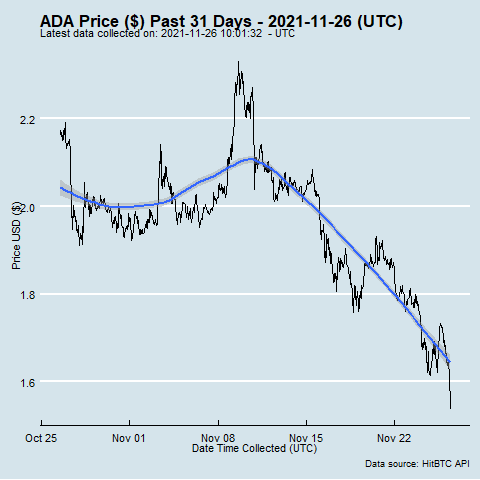 ADA Price ($) Past 31 Days - 2021-11-26 (UTC)
Latest data collected on: 2021-11-26 10:01:32 - UTC
Price USD ($)
2.2
2.0
1.8
1.6
Oct 25 Nov 01 Nov 08 Nov 15 Nov 22
Date Time Collected (UTC)
Data source: HitBTC API